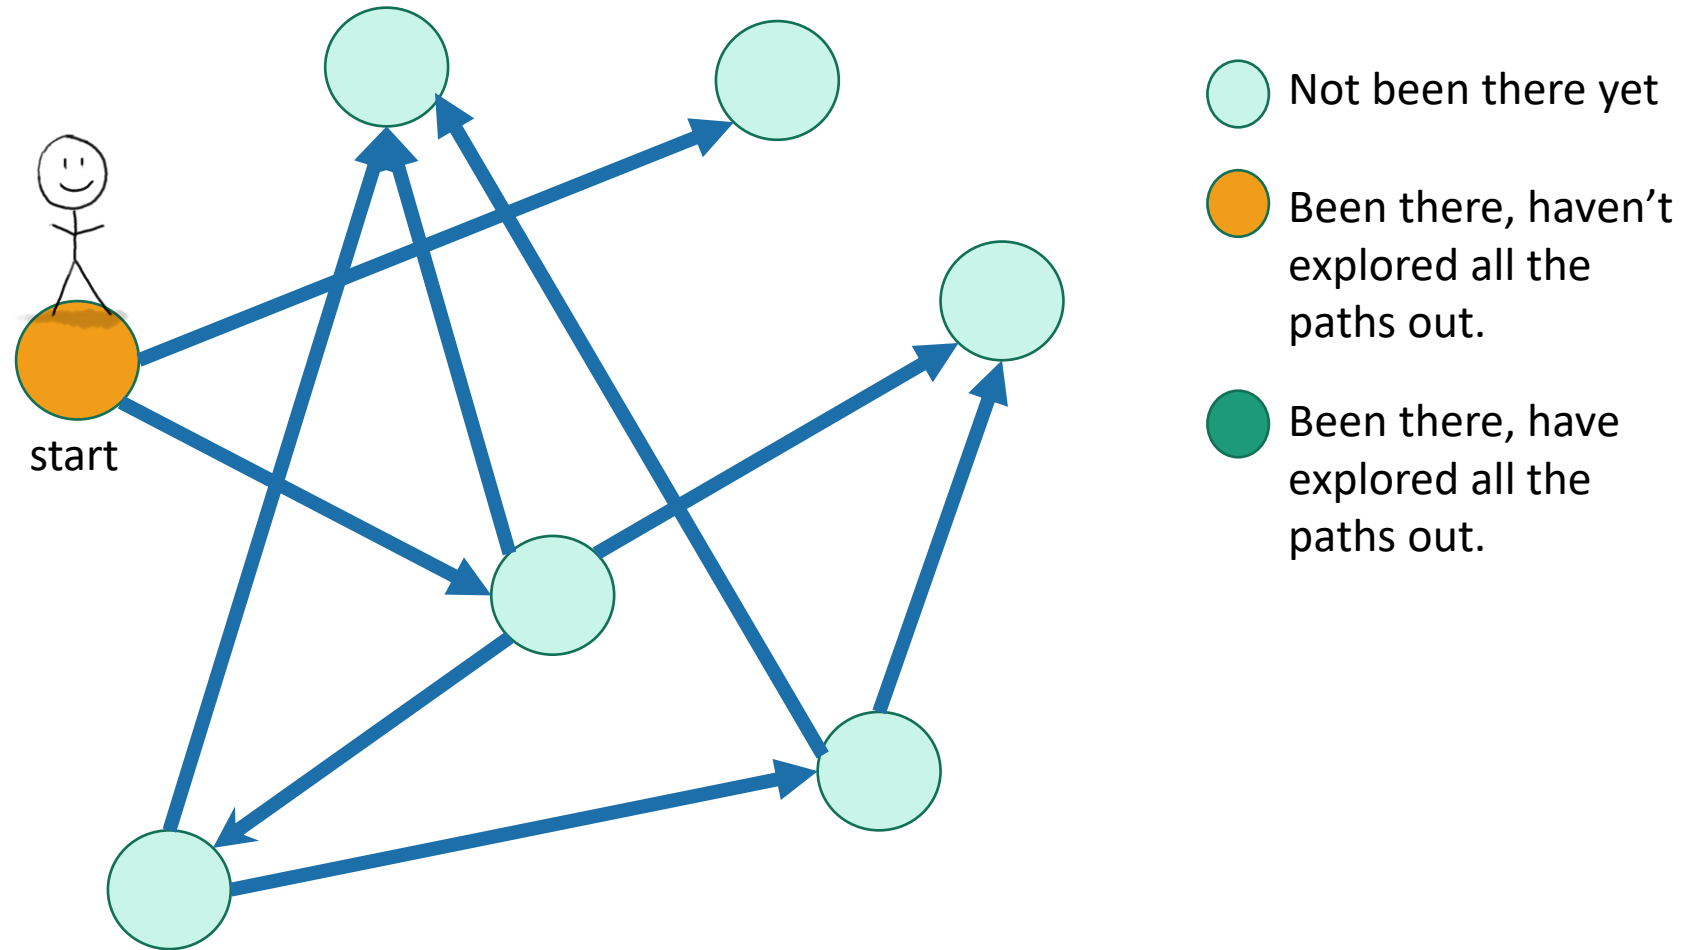 start
Not been there yet
Been there, haven’t
explored all the
paths out.
Been there, have
explored all the
paths out.